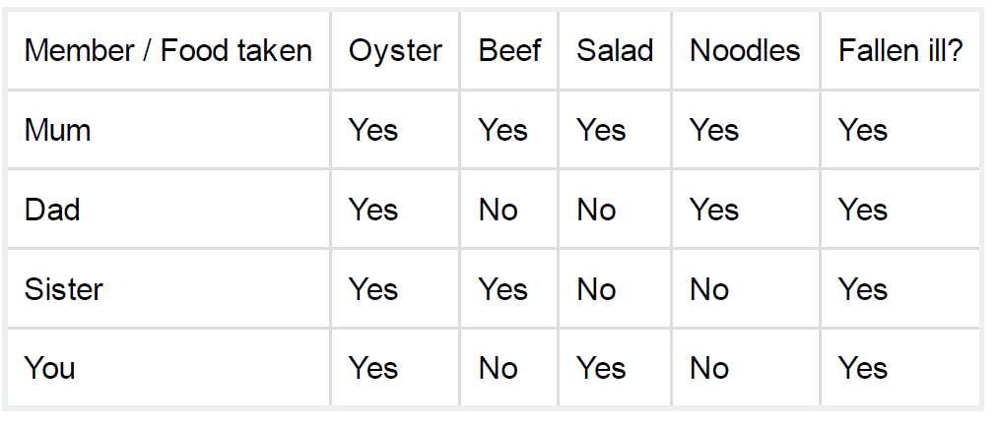 Member / Food taken Oyster Beef Salad Noodles Fallen ill?
Mum Yes Yes Yes Yes Yes
Dad Yes No No Yes Yes
Sister Yes Yes No No Yes
You Yes No Yes No Yes